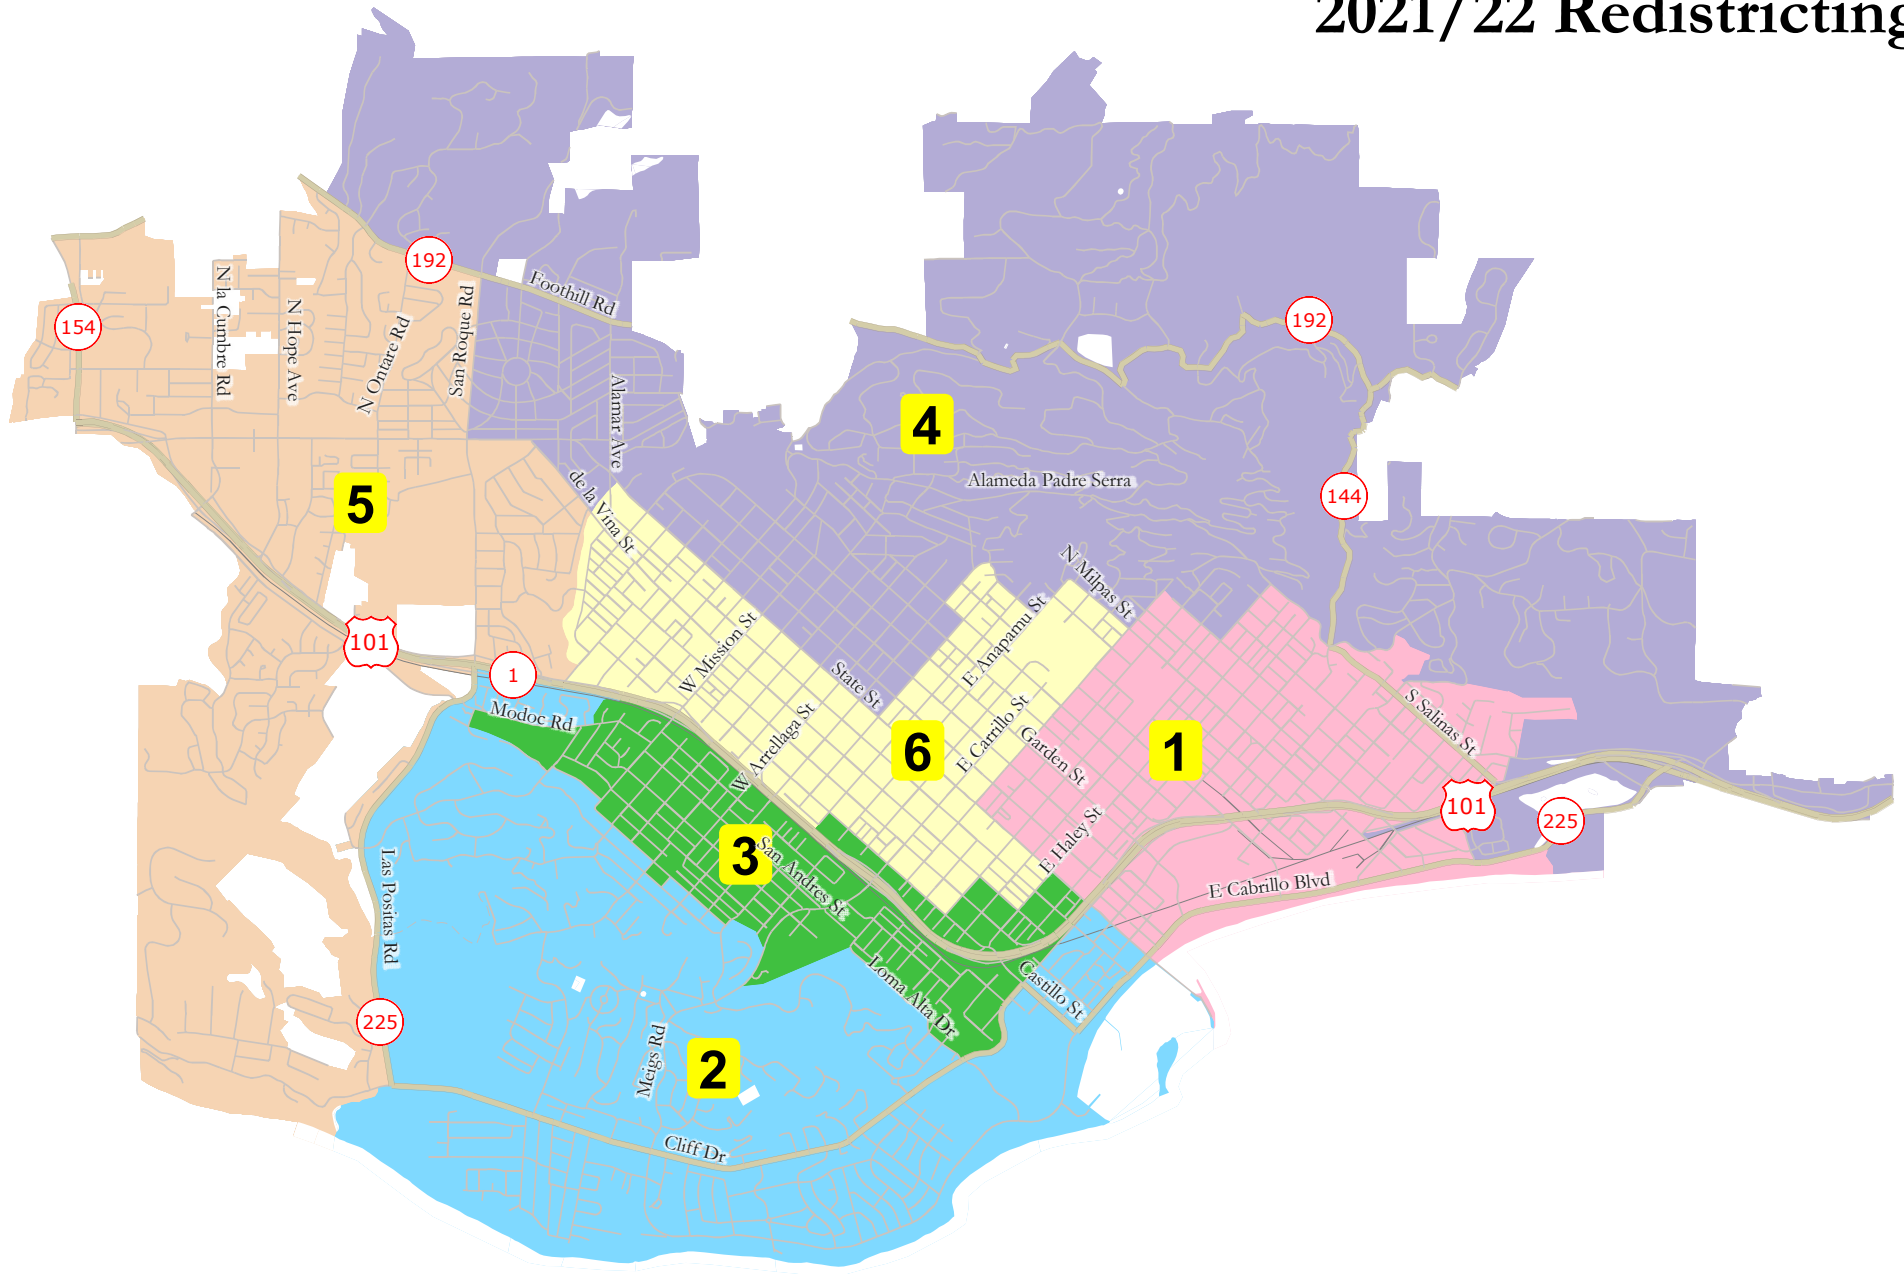 2021/22 Redistricting
192
Foothill Rd
154
N la Cumbre Rd
N Hope Ave
N Ontare Rd
San Roque Rd
Alamar Ave
192
4
Alameda Padre Serra
5
de la Vina St
144
N Milpas St
E Anapamu St
W Mission St
State St
101
1
Modoc Rd
W Arrellaga St
6
E Carrillo St
Garden St
1
S Salinas St
101
225
3
San Andres St
E Haley St
E Cabrillo Blvd
Las Positas Rd
Loma Alta Dr
Castillo St
225
Meigs Rd
2
Cliff Dr